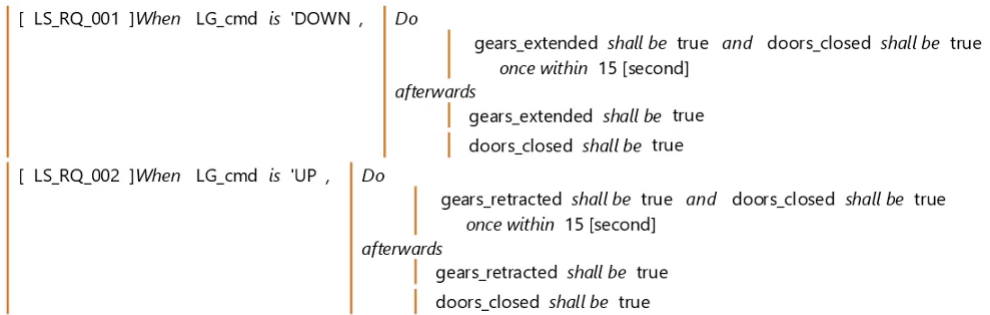 [ LS_RQ_001 ]When LG_cmd is 'DOWN , Do
gears_extended shall be true and doors_closed shall be true
once within 15 [second]
afterwards
gears_extended shall be true
doors_closed shall be true
[ LS_RQ_002 ]When LG_cmd is 'UP , Do
gears_retracted shall be true and doors_closed shall be true
once within 15 [second]
afterwards
gears_retracted shall be true
doors_closed shall be true